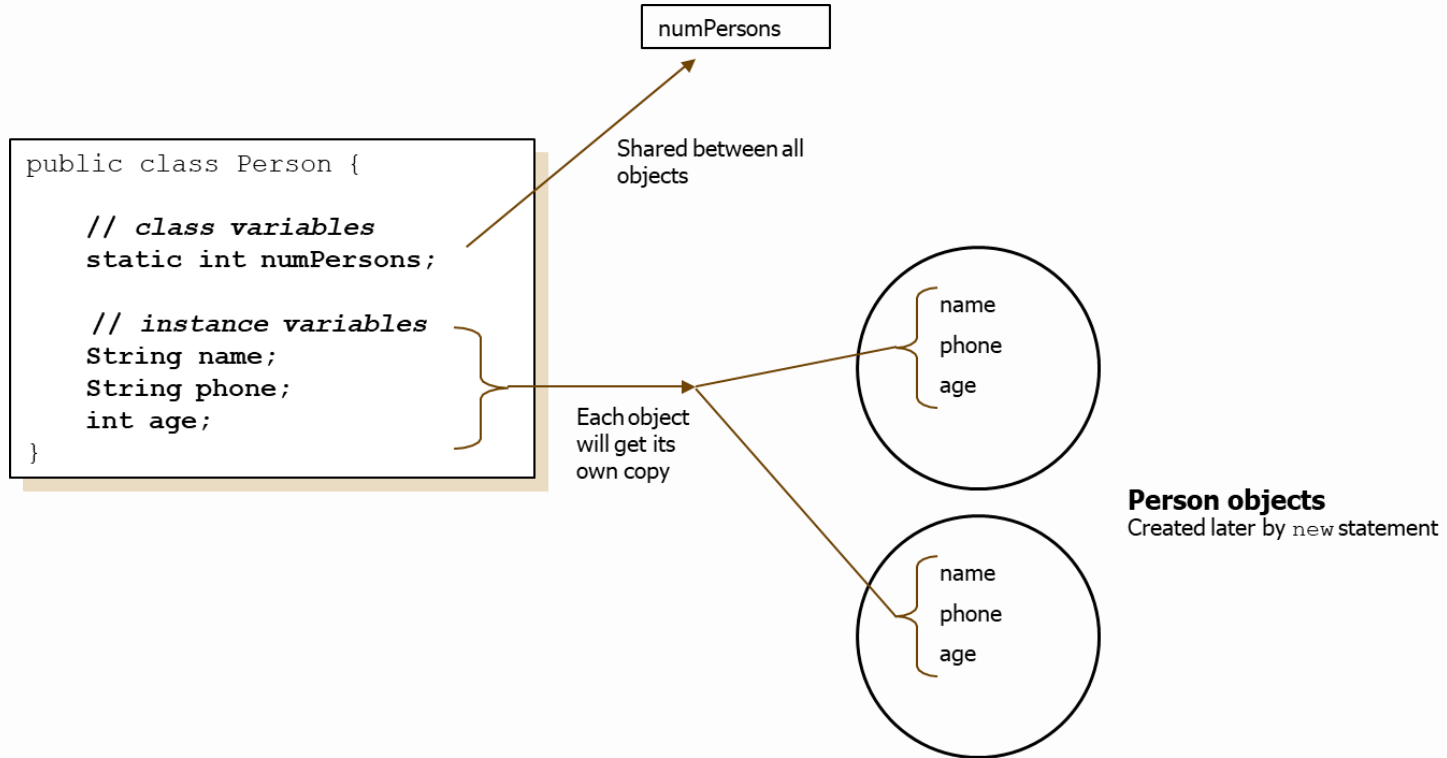 numPersons
Shared between all
objects
public class Person {
// class variables
static int numPersons;
// instance variables
String name;
String phone;
int age;
}
Each object
will get its
own copy
name
phone
age
Person objects
Created later by new statement
name
phone
age